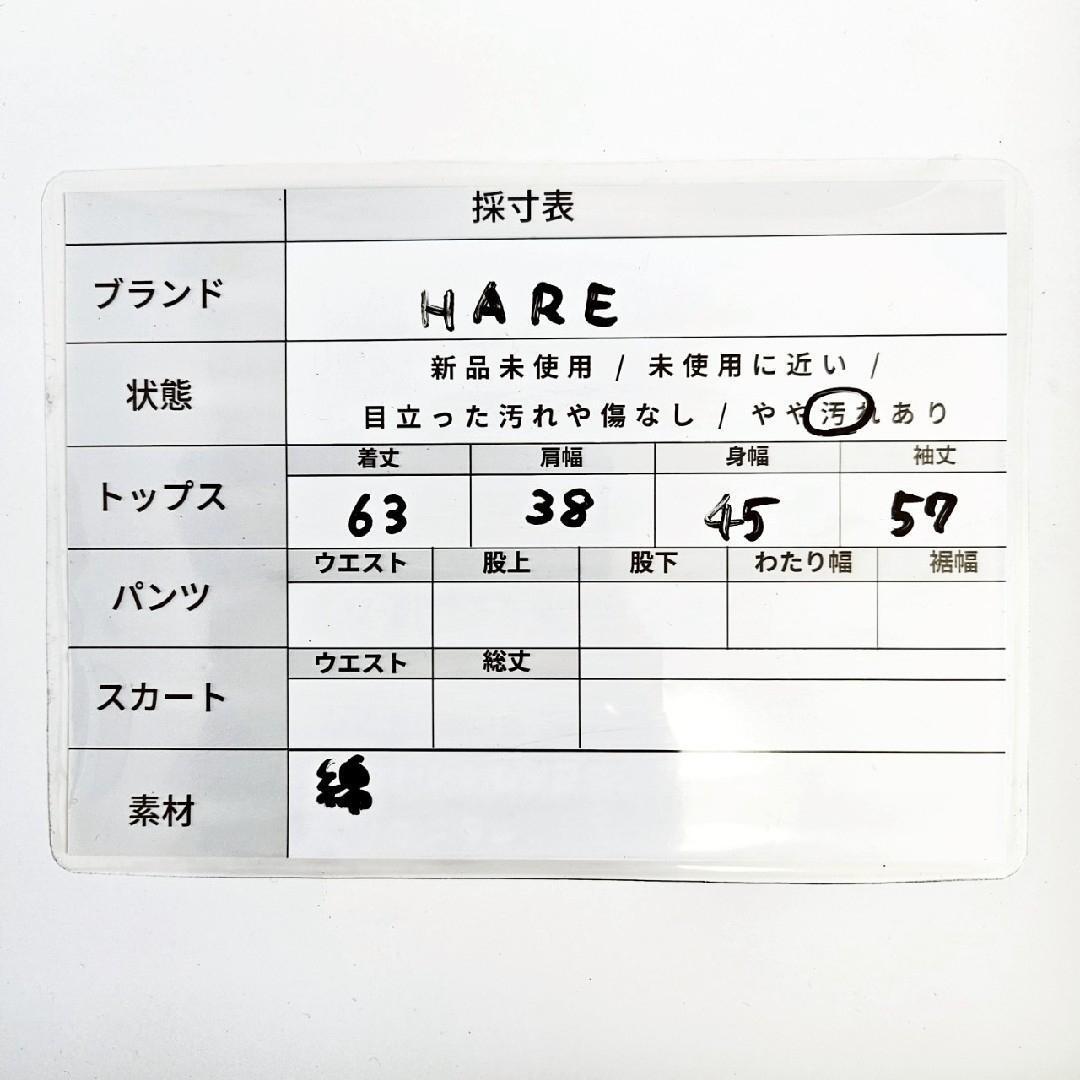 採寸表
ブランド HARE
状態 新品未使用 / 未使用に近い /
目立った汚れや傷なし / やや汚れあり
トップス 着丈 肩幅 身幅 袖丈
63 38 45 57
パンツ ウエスト 股上 股下 わたり幅 裾幅
スカート ウエスト 総丈
素材 綿